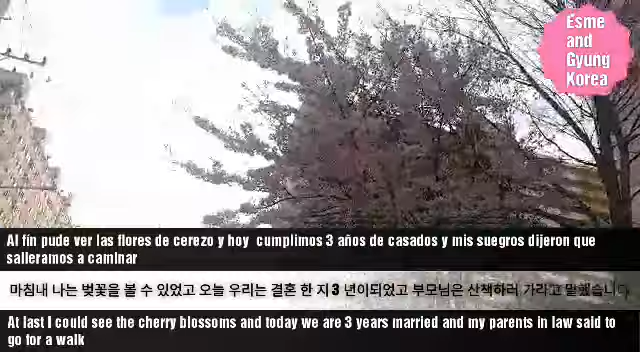 Esme
and
Gyung
Korea
Al fín pude ver las flores de cerezo y hoy cumplimos 3 años de casados y mis suegros dijeron que
salieramos a caminar
마침내 나는 벚꽃을 볼 수 있었고 오늘 우리는 결혼 한 지 3 년이되었고 부모님은 산책하러 가라고 말했습니다.
At last I could see the cherry blossoms and today we are 3 years married and my parents in law said to
go for a walk